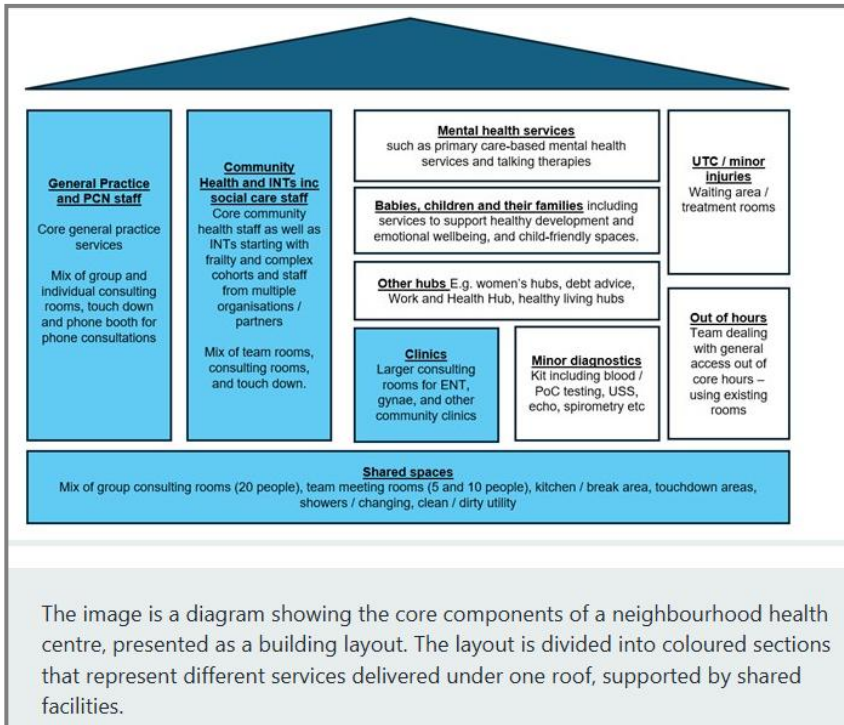 General Practice
and PCN staff
Core general practice
services
Mix of group and
individual consulting
rooms, touch down
and phone booth for
phone consultations
Community
Health and INTs inc
social care staff
Core community
health staff as well as
INTs starting with
frailty and complex
cohorts and staff
from multiple
organisations /
partners
Mix of team rooms,
consulting rooms,
and touch down.
Mental health services
such as primary care-based mental health
services and talking therapies
Babies, children and their families including
services to support healthy development and
emotional wellbeing, and child-friendly spaces.
Other hubs E.g. women's hubs, debt advice,
Work and Health Hub, healthy living hubs
Clinics
Larger consulting
rooms for ENT,
gynae, and other
community clinics
Minor diagnostics
Kit including blood /
PoC testing, USS,
echo, spirometry etc
UTC / minor
injuries
Waiting area /
treatment rooms
Out of hours
Team dealing
with general
access out of
core hours –
using existing
rooms
Shared spaces
Mix of group consulting rooms (20 people), team meeting rooms (5 and 10 people), kitchen / break area, touchdown areas,
showers / changing, clean / dirty utility
The image is a diagram showing the core components of a neighbourhood health
centre, presented as a building layout. The layout is divided into coloured sections
that represent different services delivered under one roof, supported by shared
facilities.